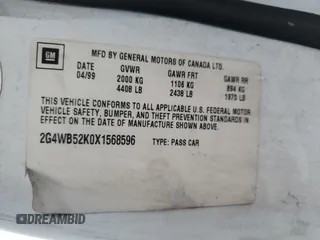 GM
MFD BY GENERAL MOTORS OF CANADA LTD.
DATE GVWR GAWR FRT GAWR RR
04/99 2000 KG 1106 KG 894 KG
4408 LB 2438 LB 1970 LB
THIS VEHICLE CONFORMS TO ALL APPLICABLE U.S. FEDERAL MOTOR
VEHICLE SAFETY, BUMPER, AND THEFT PREVENTION STANDARDS IN
EFFECT ON THE DATE OF MANUFACTURE SHOWN ABOVE.
2G4WB52K0X1568596 TYPE: PASS CAR
DREAMBID